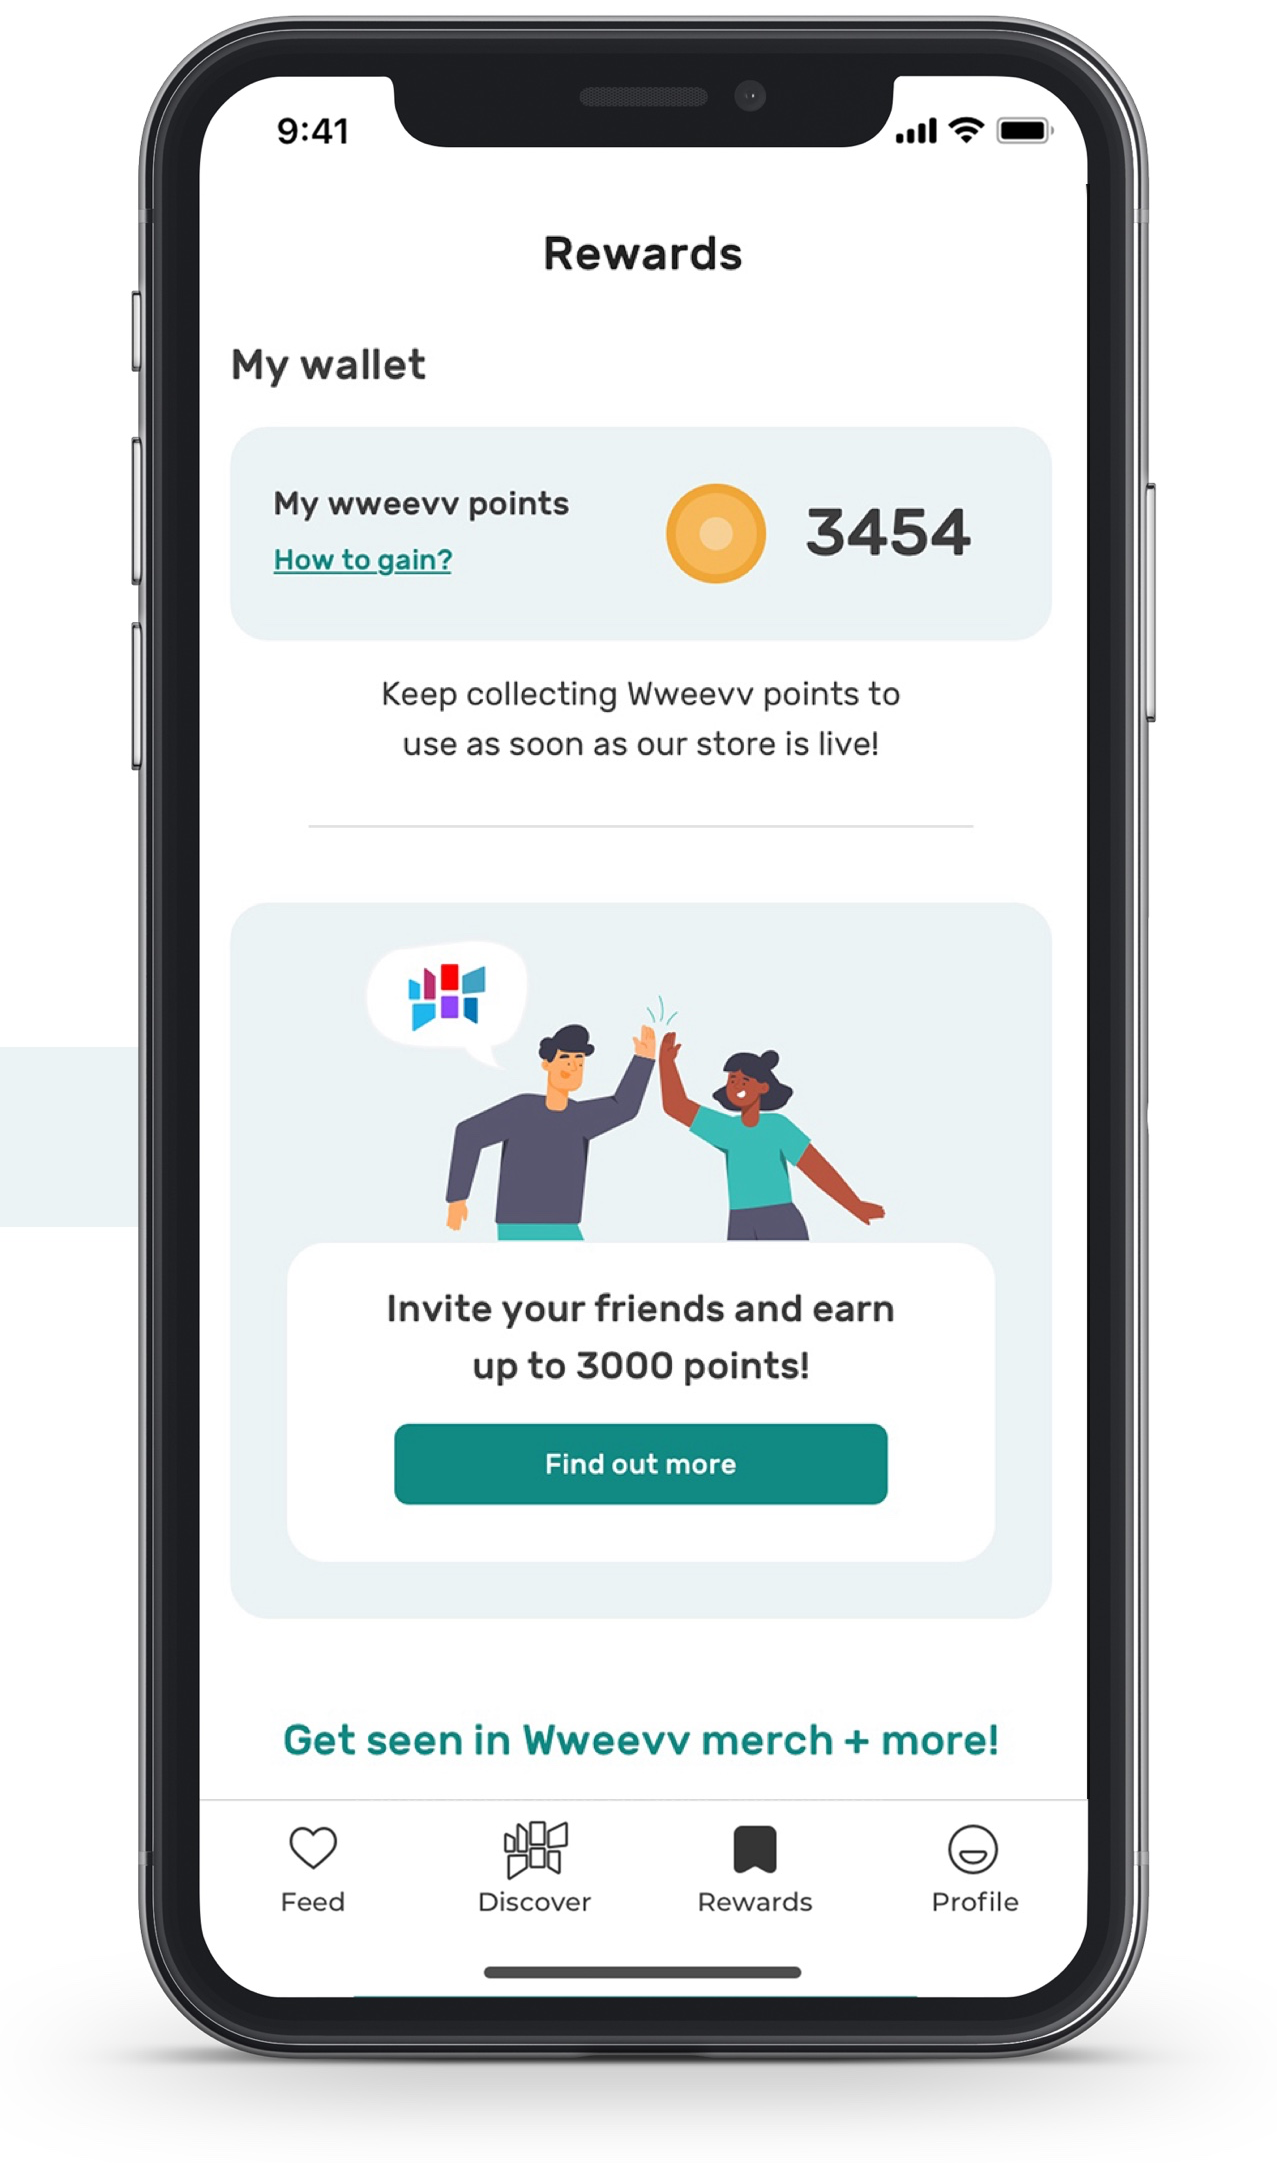 9:41
Rewards
My wallet
My wweevv points
How to gain?
3454
Keep collecting Wweevv points to
use as soon as our store is live!
Invite your friends and earn
up to 3000 points!
Find out more
Get seen in Wweevv merch + more!
Feed
Discover
Rewards
Profile